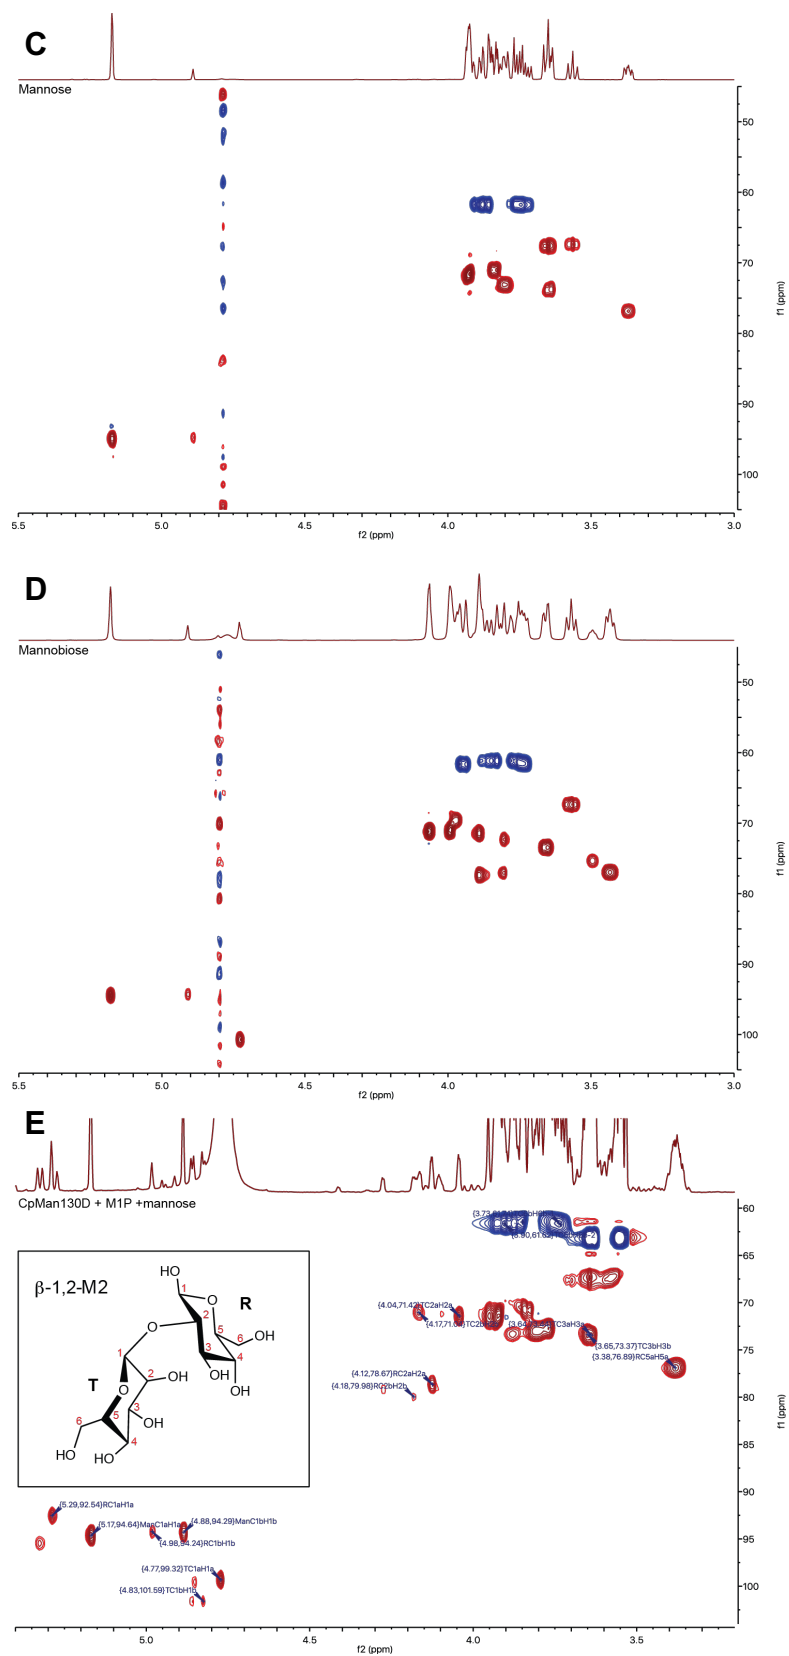 C
Mannose
50
60
70
80
90
100
f1 (ppm)
5.5 5.0 4.5 4.0 3.5 3.0
f2 (ppm)
D
Mannobiose
50
60
70
80
90
100
f1 (ppm)
5.5 5.0 4.5 4.0 3.5 3.0
f2 (ppm)
E
CpMan130D + M1P +mannose
60
65
70
75
80
85
90
95
100
f1 (ppm)
β-1,2-M2
HO
1
O
R
2
5
6
O
OH
3
4
1
OH
T
2
OH
OH
O
3
6
5
OH
HO
4
HO
{4.04,71.42}TC2aH2a
{3.65,73.37}TC3bH3b
{3.38,76.89}RC5aH5a
{4.12,78.67}RC2aH2a
{4.18,79.98}RC2bH2b
{5.29,92.54}RC1aH1a
{5.17,94.64}ManC1aH1a
{4.88,94.29}ManC1bH1b
{4.98,94.24}RC1bH1b
{4.77,99.32}TC1aH1a
{4.83,101.59}TC1bH1b
5.0 4.5 4.0 3.5
f2 (ppm)